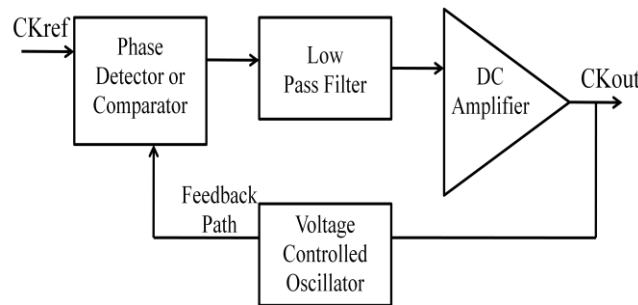 CKref
Phase
Detector or
Comparator
Low
Pass Filter
DC
Amplifier
CKout
Feedback
Path
Voltage
Controlled
Oscillator